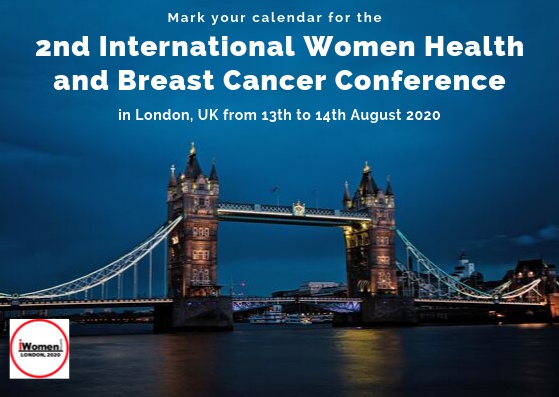 Mark your calendar for the
2nd International Women Health
and Breast Cancer Conference
in London, UK from 13th to 14th August 2020
iWomen
LONDON, 2020